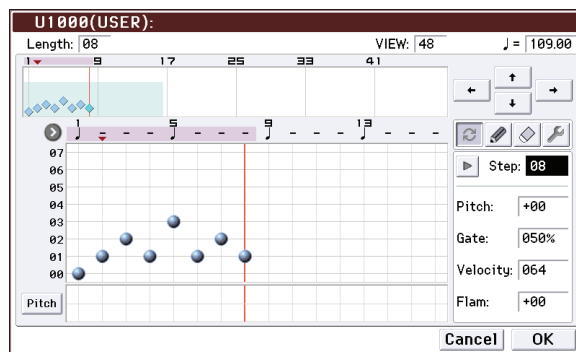 U1000(USER):
Length: 08 VIEW: 48 ♩= 109.00
1 9 17 25 33 41
1 5 9 13
07
06
05
04
03
02
01
00
Pitch
Step: 08
Pitch: +00
Gate: 050%
Velocity: 064
Flam: +00
Cancel OK